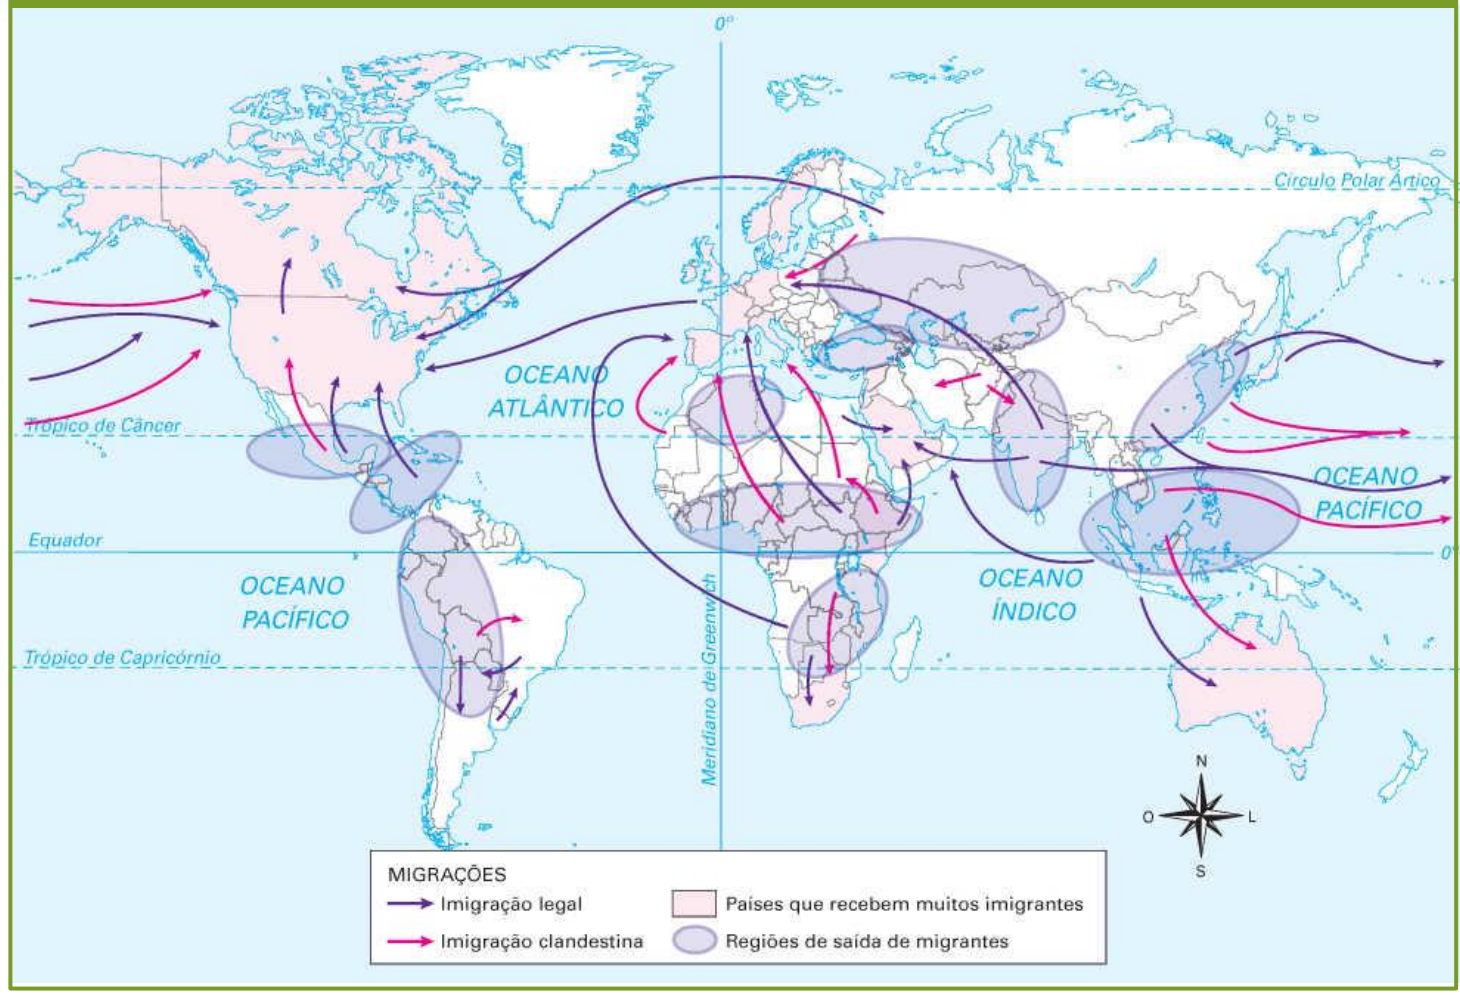 0°
Círculo Polar Ártico
OCEANO
ATLÂNTICO
Trópico de Câncer
OCEANO
PACÍFICO
Equador
0°
OCEANO
PACÍFICO
OCEANO
ÍNDICO
Meridiano de Greenwich
Trópico de Capricórnio
N
O
L
S
MIGRAÇÕES
Imigração legal
Países que recebem muitos imigrantes
Imigração clandestina
Regiões de saída de migrantes